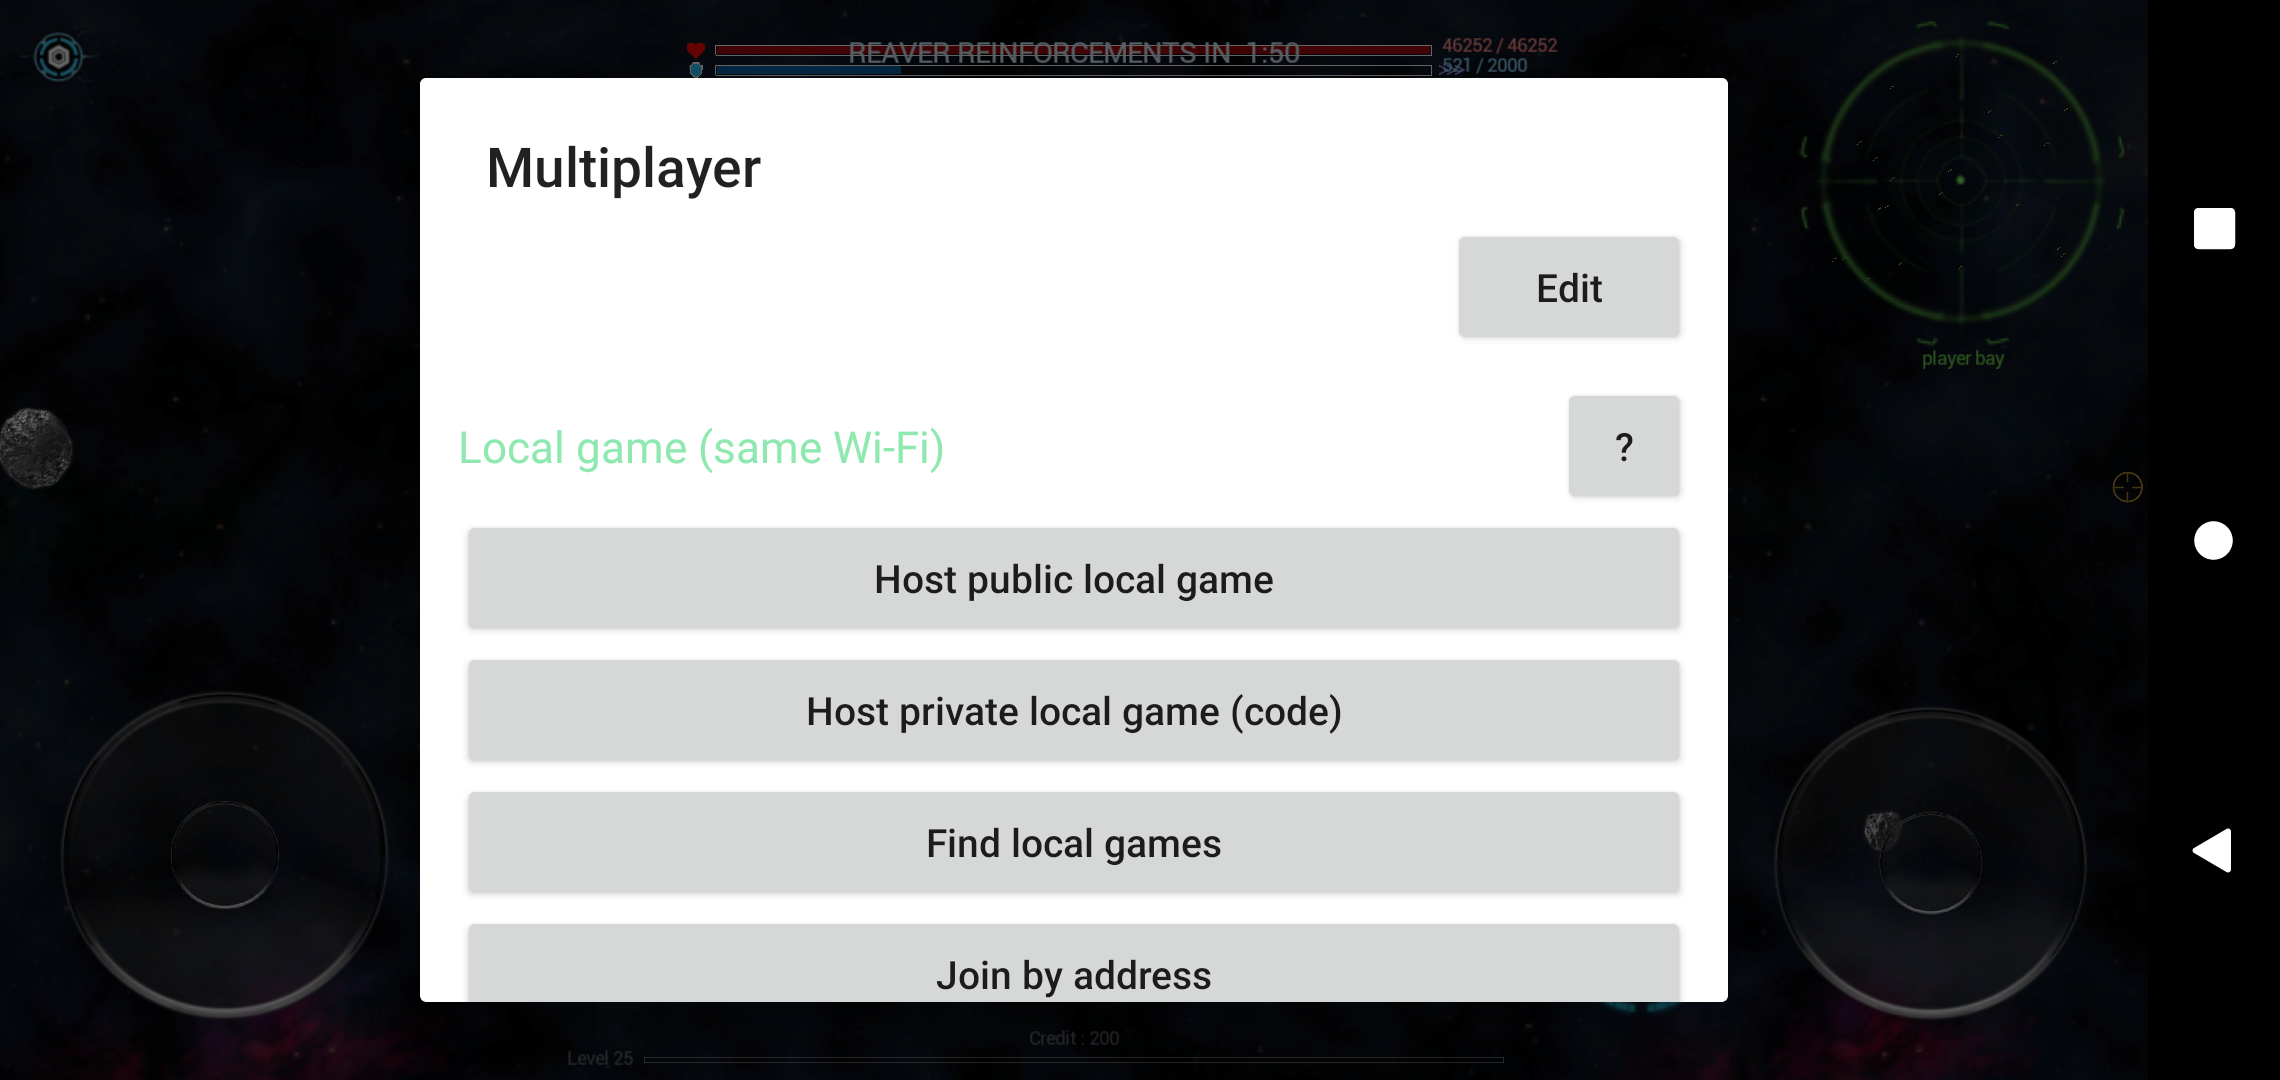 REAVER REINFORCEMENTS IN 1:50
46252 / 46252
521 / 2000
Multiplayer
Edit
player bay
Local game (same Wi-Fi)
?
Host public local game
Host private local game (code)
Find local games
Join by address
Credit : 200
Level 25